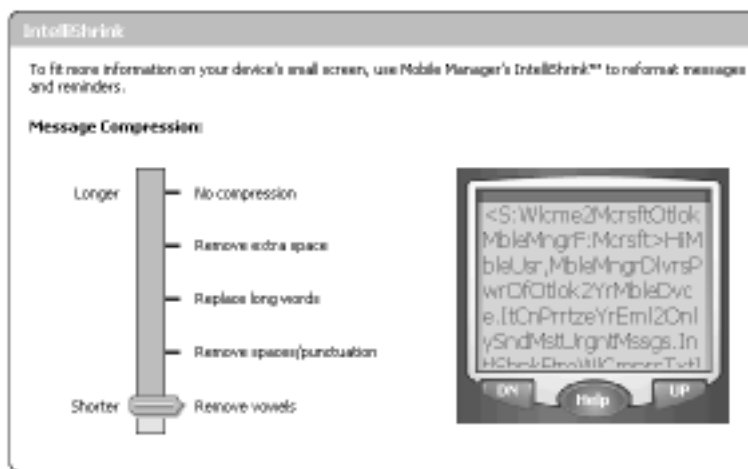 IntelliShrink
To fit more information on your device's small screen, use Mobile Manager's IntelliShrink™ to reformat messages
and reminders.
Message Compression:
Longer
No compression
Remove extra space
Replace long words
Remove spaces/punctuation
Shorter
Remove vowels
<S:Wlcme2McrsftOtlok
MbleMngrF:Mcrsft>HiM
bleUsr,MbleMngrDlvrsP
wrOfOtlok2YrMbleDvc
e.ItCnPrrtzeYrEml2Onl
ySndMstUrgntMssgs.In
DN
Help
UP